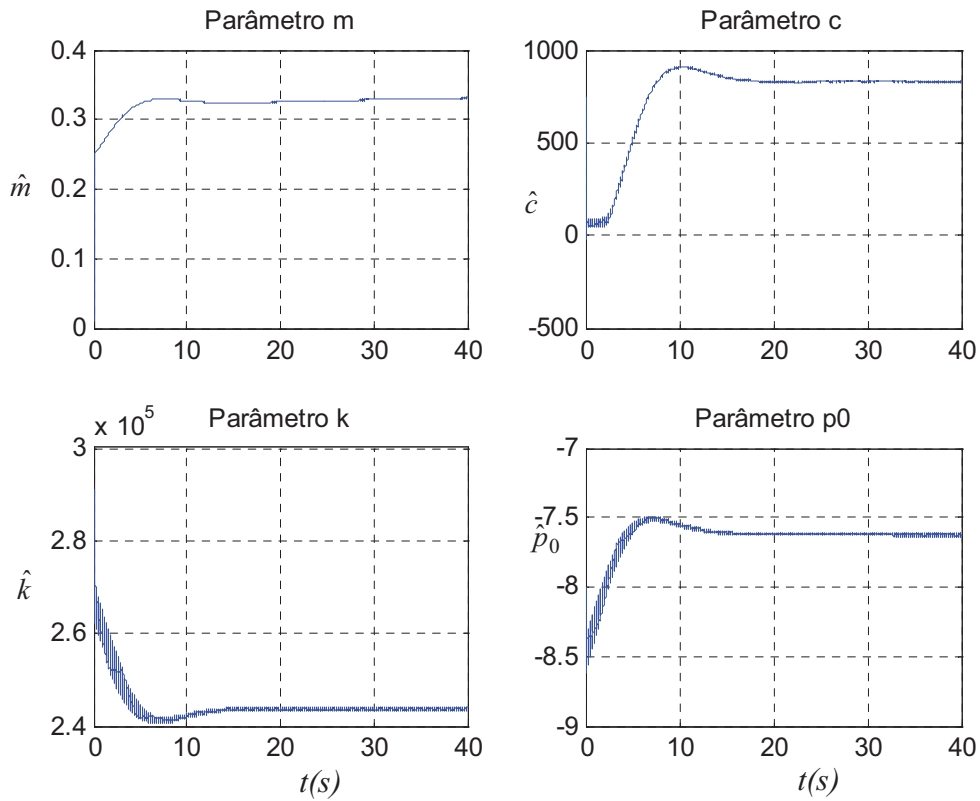 Parâmetro m
0.4
0.3
0.2
0.1
0
m̂
0 10 20 30 40
Parâmetro c
1000
500
0
-500
ĉ
0 10 20 30 40
Parâmetro k
x 10^5
3
2.8
2.6
2.4
k̂
0 10 20 30 40
t(s)
Parâmetro p0
-7
-7.5
-8
-8.5
-9
p̂₀
0 10 20 30 40
t(s)